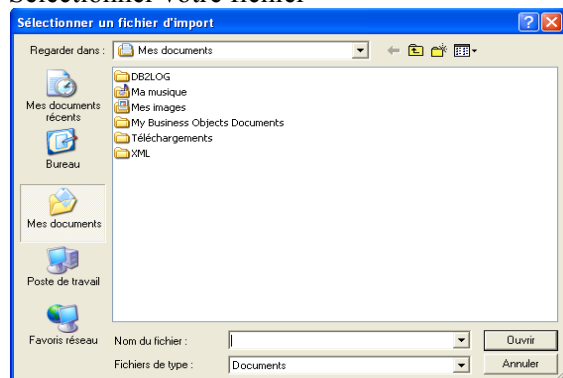 Sélectionner votre fichier
Sélectionner un fichier d'import
Regarder dans :
Mes documents
Mes documents
récents
Bureau
Mes documents
Poste de travail
Favoris réseau
DB2LOG
Ma musique
Mes images
My Business Objects Documents
Téléchargements
XML
Nom du fichier :
Ouvrir
Fichiers de type :
Documents
Annuler